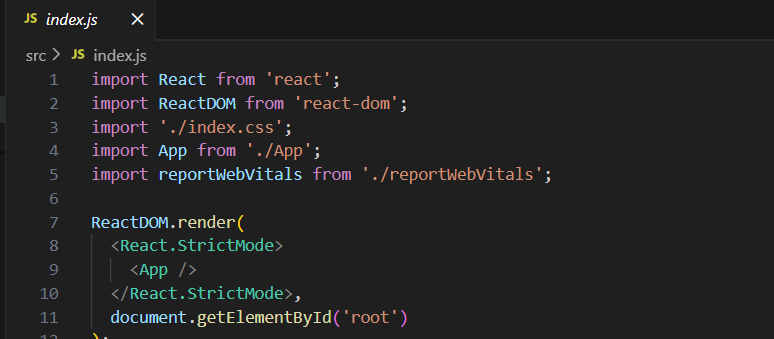 JS index.js ×
src > JS index.js
1 import React from 'react';
2 import ReactDOM from 'react-dom';
3 import './index.css';
4 import App from './App';
5 import reportWebVitals from './reportWebVitals';
6
7 ReactDOM.render(
8   <React.StrictMode>
9     <App />
10   </React.StrictMode>,
11   document.getElementById('root')
12 );